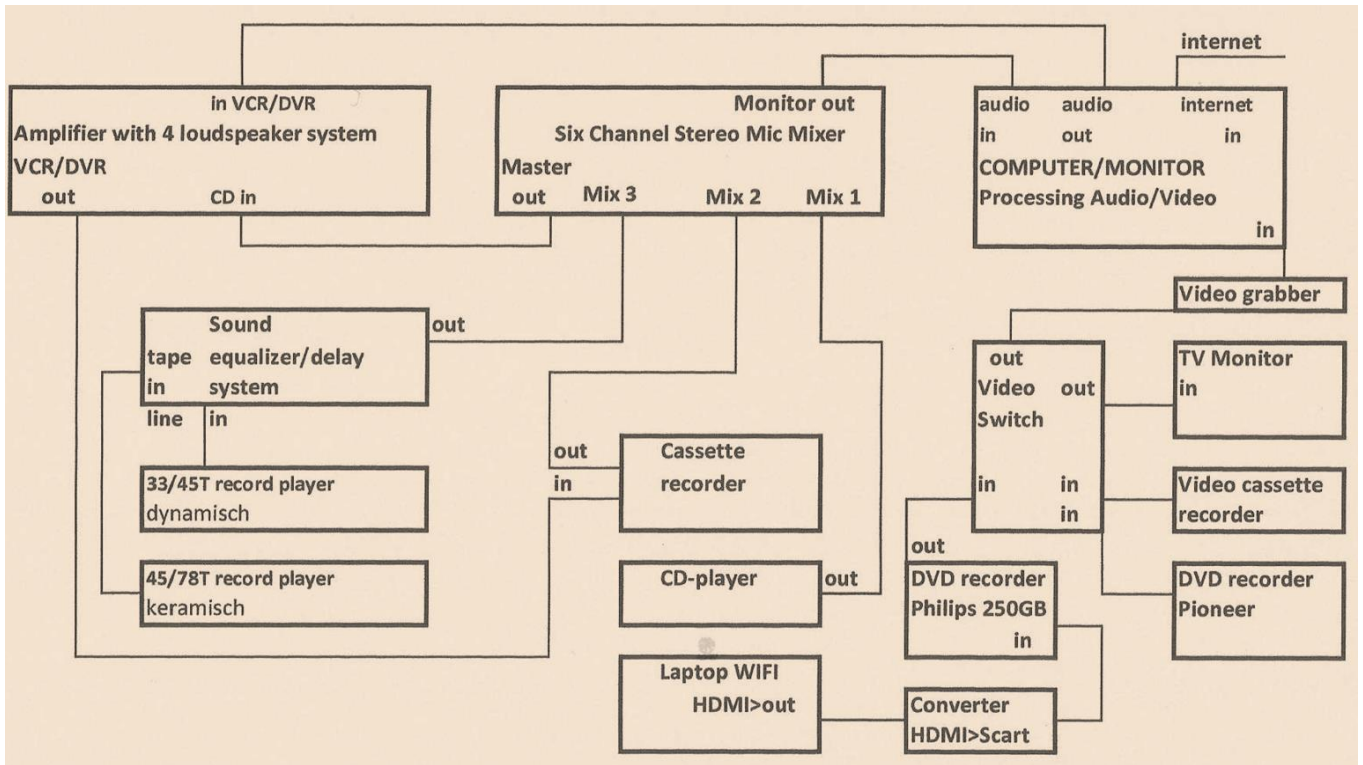 internet
in VCR/DVR
Amplifier with 4 loudspeaker system
VCR/DVR
out
CD in
Monitor out
Six Channel Stereo Mic Mixer
Master
out
Mix 3
Mix 2
Mix 1
audio audio internet
in out in
COMPUTER/MONITOR
Processing Audio/Video
in
Video grabber
Sound
tape equalizer/delay
in system
line in
out
33/45T record player
dynamisch
45/78T record player
keramisch
out
in
Cassette
recorder
CD-player
out
Laptop WIFI
HDMI>out
out
Video out
Switch
in in
in
TV Monitor
in
Video cassette
recorder
out
DVD recorder
Philips 250GB
in
DVD recorder
Pioneer
Converter
HDMI>Scart